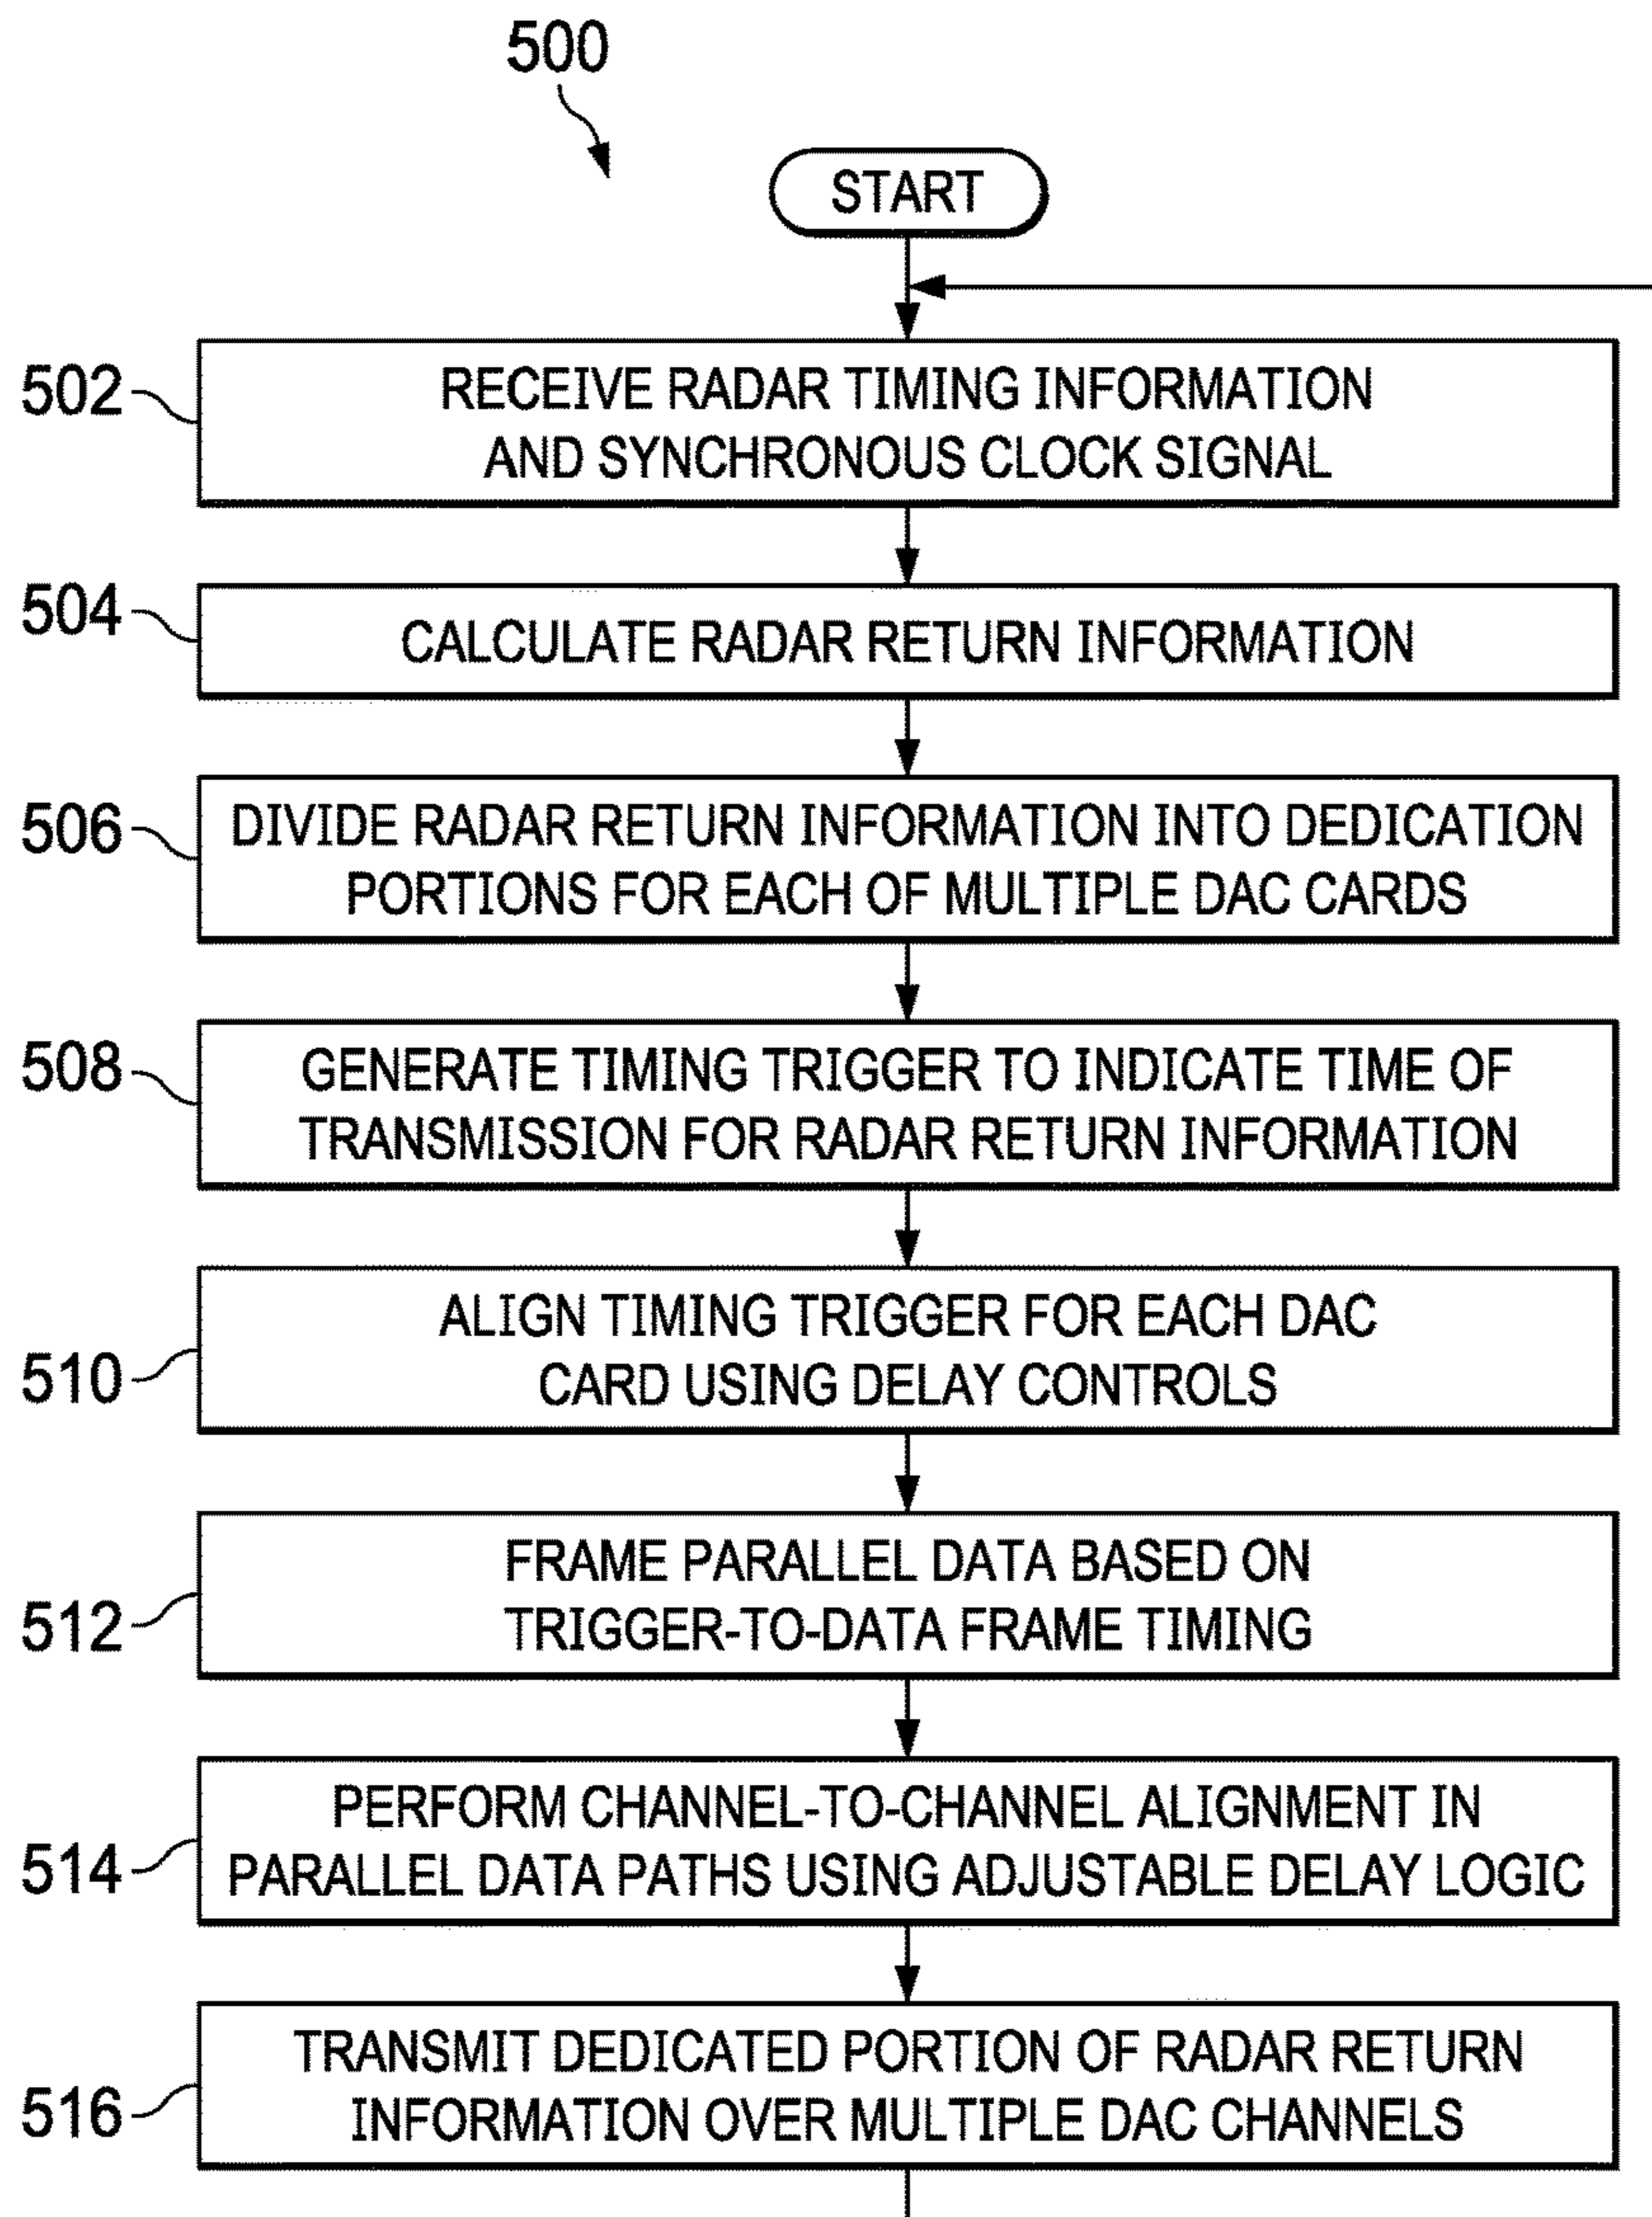 500
START
502
RECEIVE RADAR TIMING INFORMATION
AND SYNCHRONOUS CLOCK SIGNAL
504
CALCULATE RADAR RETURN INFORMATION
506
DIVIDE RADAR RETURN INFORMATION INTO DEDICATION
PORTIONS FOR EACH OF MULTIPLE DAC CARDS
508
GENERATE TIMING TRIGGER TO INDICATE TIME OF
TRANSMISSION FOR RADAR RETURN INFORMATION
510
ALIGN TIMING TRIGGER FOR EACH DAC
CARD USING DELAY CONTROLS
512
FRAME PARALLEL DATA BASED ON
TRIGGER-TO-DATA FRAME TIMING
514
PERFORM CHANNEL-TO-CHANNEL ALIGNMENT IN
PARALLEL DATA PATHS USING ADJUSTABLE DELAY LOGIC
516
TRANSMIT DEDICATED PORTION OF RADAR RETURN
INFORMATION OVER MULTIPLE DAC CHANNELS